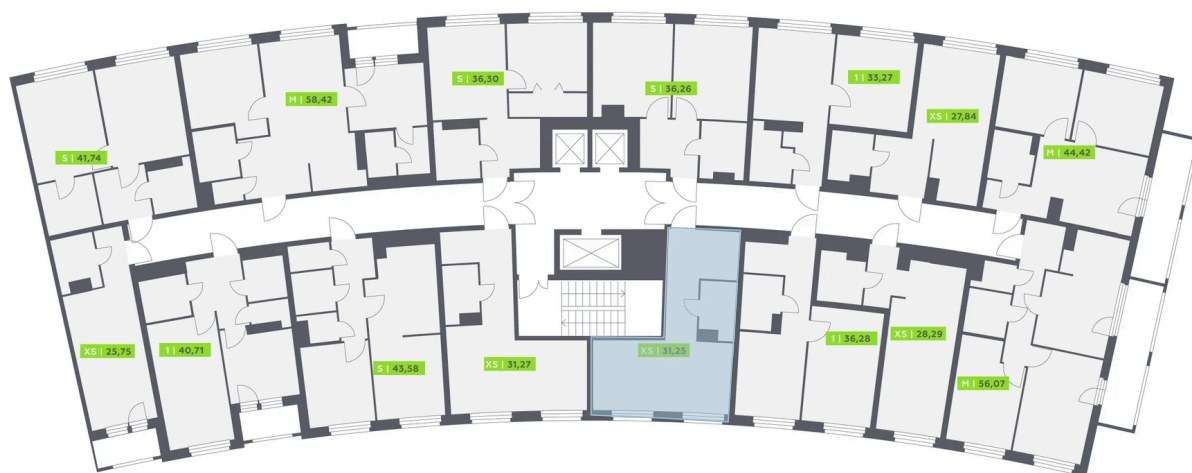 S | 36,30
S | 36,26
1 | 33,27
M | 58,42
XS | 27,84
S | 41,74
M | 44,42
XS | 25,75
1 | 40,71
S | 43,58
XS | 31,27
XS | 31,25
1 | 36,28
XS | 28,29
M | 56,07